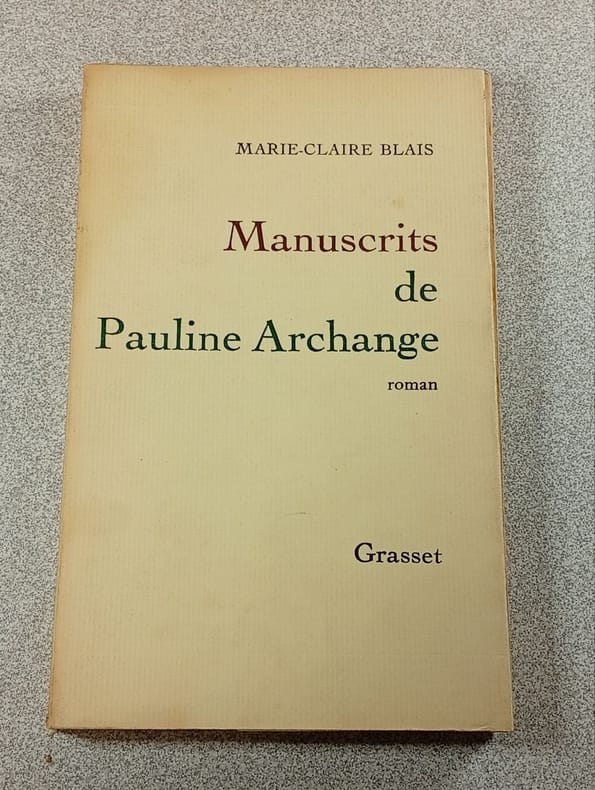 MARIE-CLAIRE BLAIS
Manuscrits
de
Pauline Archange
roman
Grasset